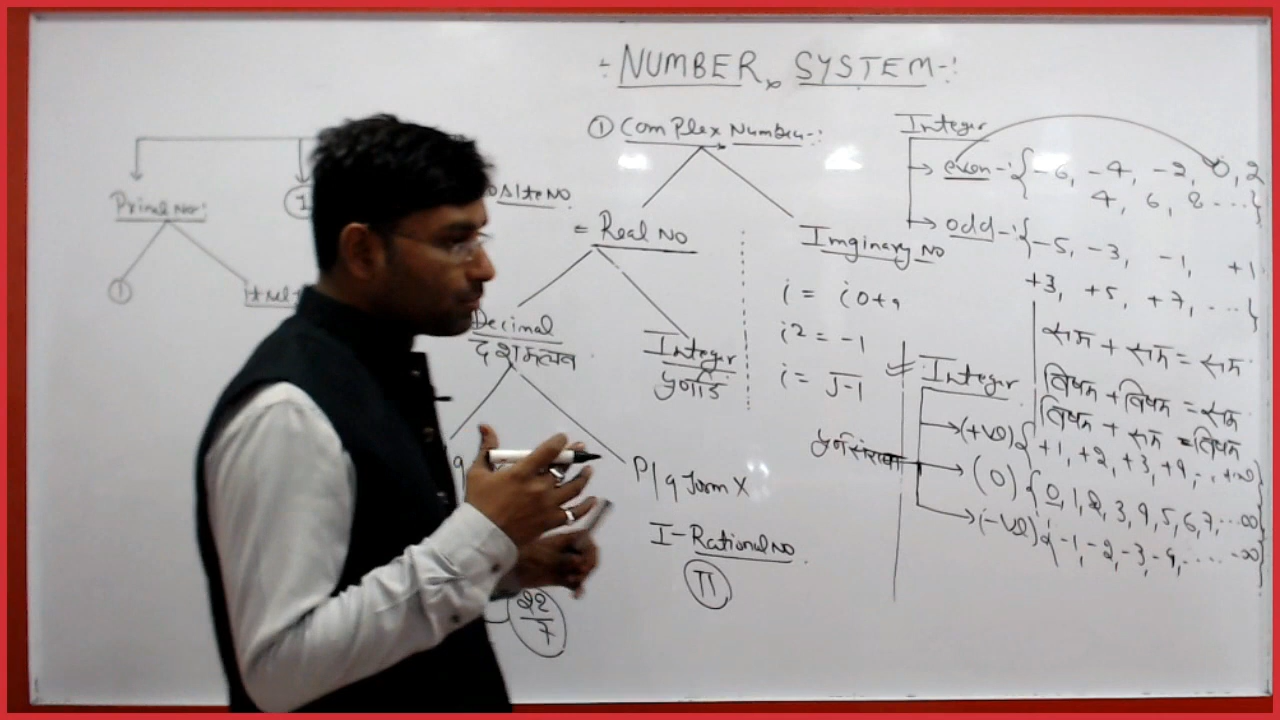 ÷ NUMBER SYSTEM -:
① ComPlex Number -:
= Real No
Imginary No
i = iota
i² = -1
i = √-1
Decimal
दशमलव
Integer
P/q form X
I-Rational No
π
22/7
Prime No:
①
1
Integer
even -: {-6, -4, -2, 0, 2
4, 6, 8 ...}
odd -: {-5, -3, -1, +1
+3, +5, +7, ...}
सम + सम = सम
विषम + विषम = सम
विषम + सम = विषम
Integer
(+ve) {+1, +2, +3, +4, .. +∞}
(0) {0, 1, 2, 3, 4, 5, 6, 7, ...∞}
(-ve) {-1, -2, -3, -4, .... -∞}